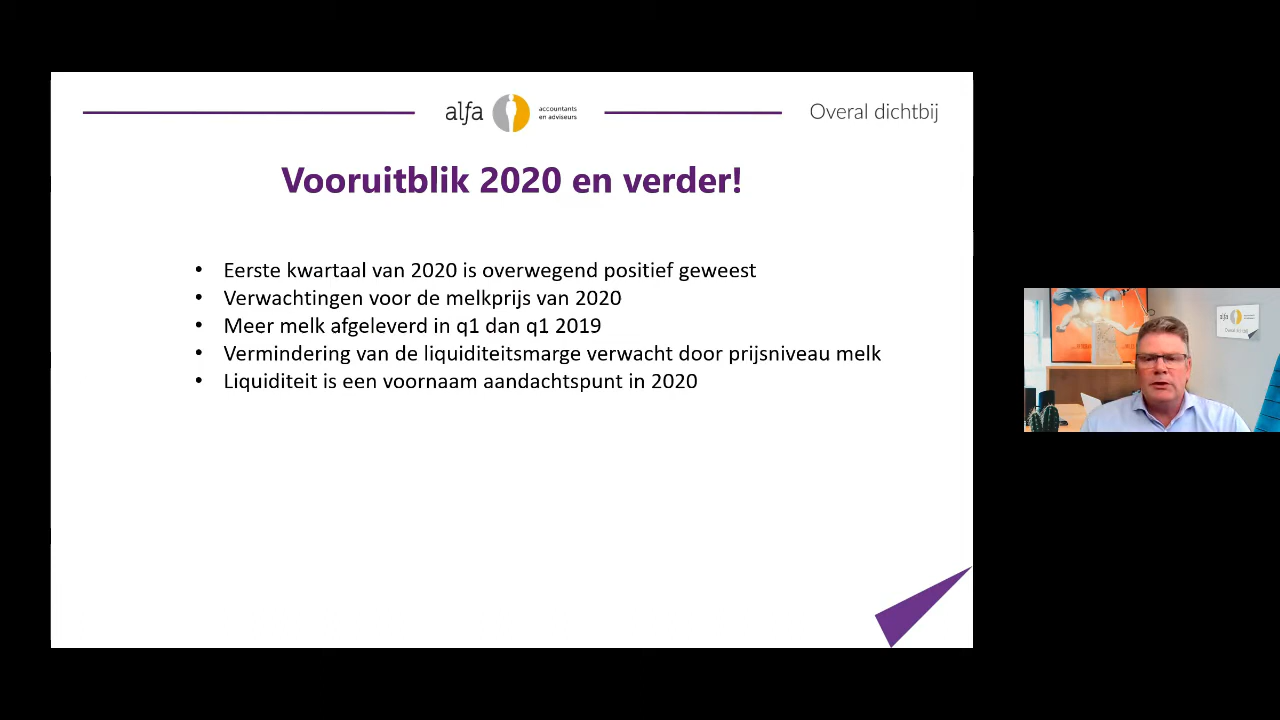 alfa
accountants
en adviseurs
Overal dichtbij
Vooruitblik 2020 en verder!
• Eerste kwartaal van 2020 is overwegend positief geweest
• Verwachtingen voor de melkprijs van 2020
• Meer melk afgeleverd in q1 dan q1 2019
• Vermindering van de liquiditeitsmarge verwacht door prijsniveau melk
• Liquiditeit is een voornaam aandachtspunt in 2020
alfa